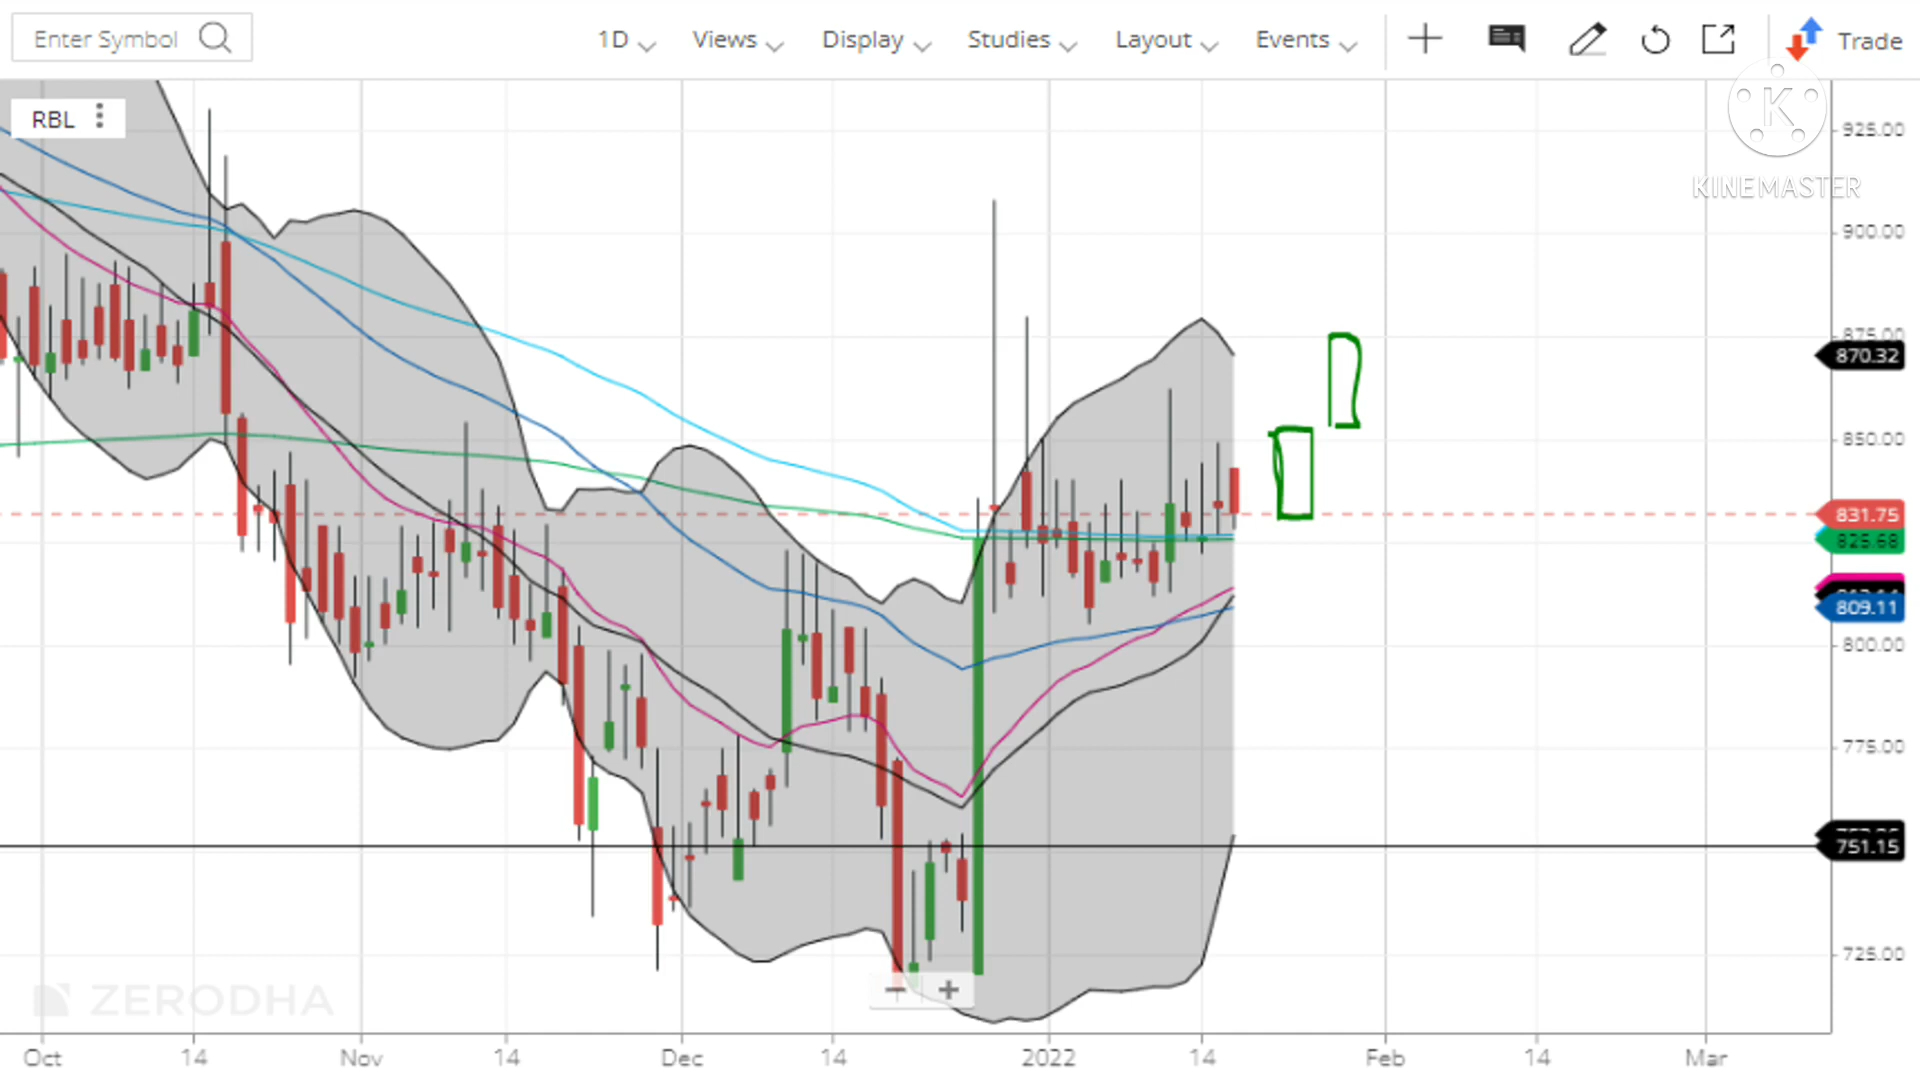 Enter Symbol 1D Views Display Studies Layout Events Trade
RBL
KINEMASTER
925.00
900.00
875.00
870.32
850.00
831.75
825.68
809.11
800.00
775.00
751.15
725.00
ZERODHA
Oct 14 Nov 14 Dec 14 2022 14 Feb 14 Mar